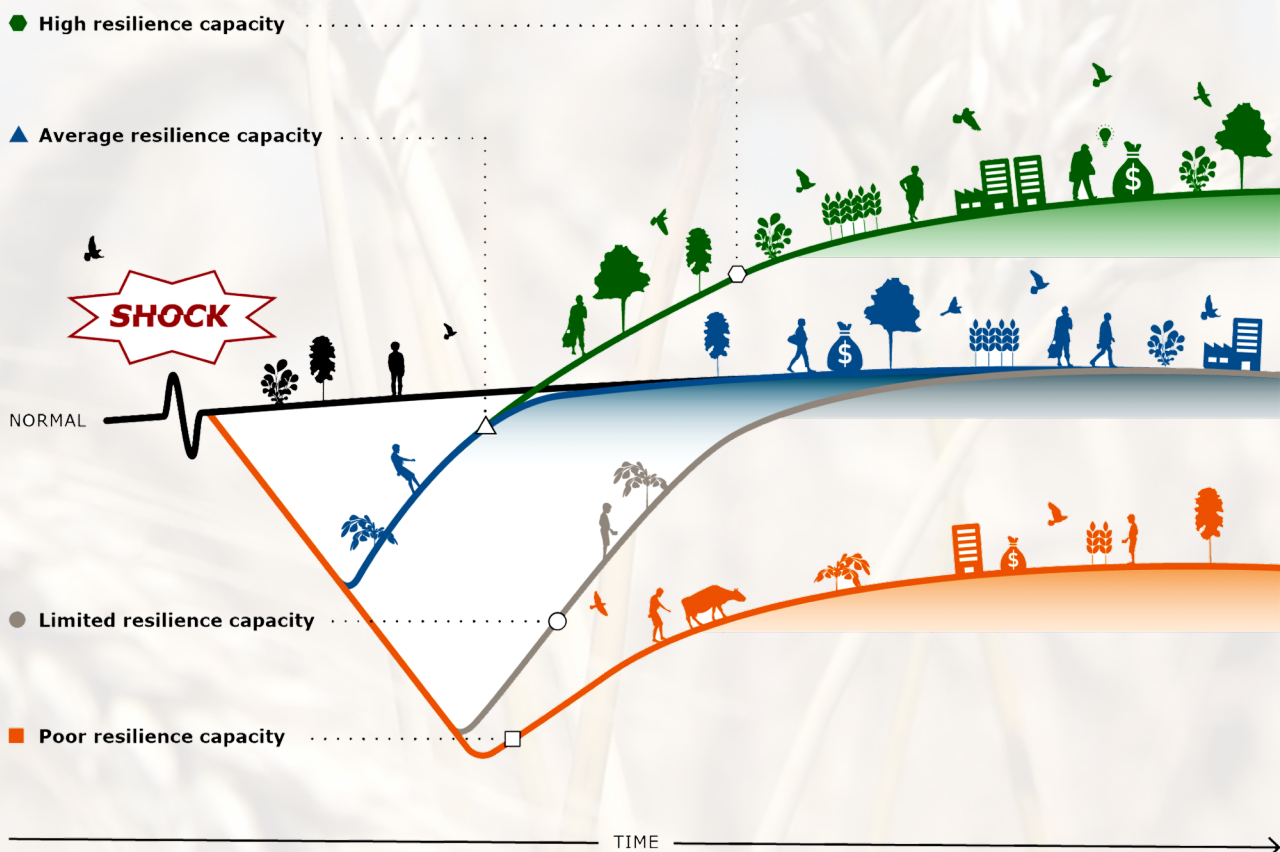 High resilience capacity
Average resilience capacity
SHOCK
NORMAL
$
$
Limited resilience capacity
$
Poor resilience capacity
TIME